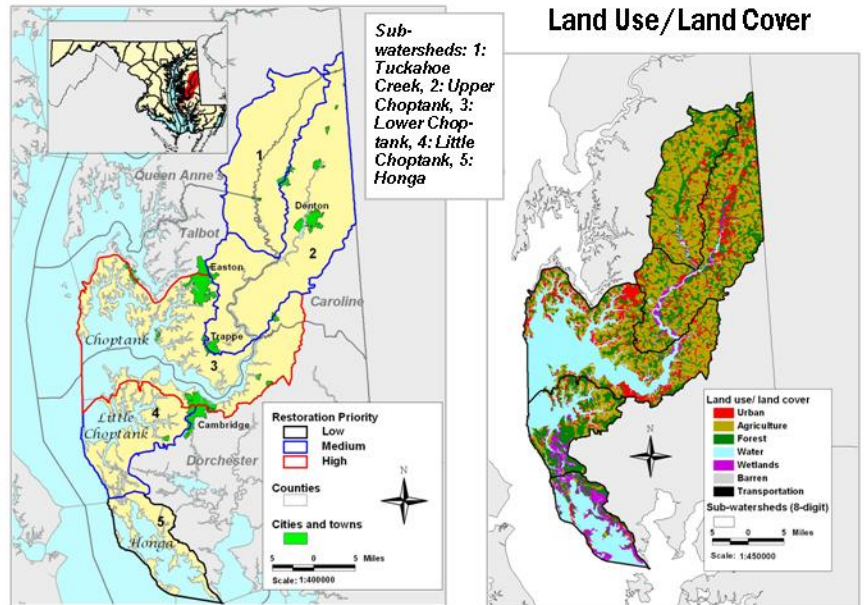 Land Use/Land Cover
Sub-
watersheds: 1:
Tuckahoe
Creek, 2: Upper
Choptank, 3:
Lower Chop-
tank, 4: Little
Choptank, 5:
Honga
1
Queen Anne's
Denton
2
Talbot
Easton
Caroline
Choptank
Trappe
3
Little
Choptank
4
Cambridge
Dorchester
5
Honga
Restoration Priority
Low
Medium
High
Counties
Cities and towns
N
5 0 5 Miles
Scale: 1:400000
N
Land use/ land cover
Urban
Agriculture
Forest
Water
Wetlands
Barren
Transportation
Sub-watersheds (8-digit)
5 0 5 Miles
Scale: 1:450000